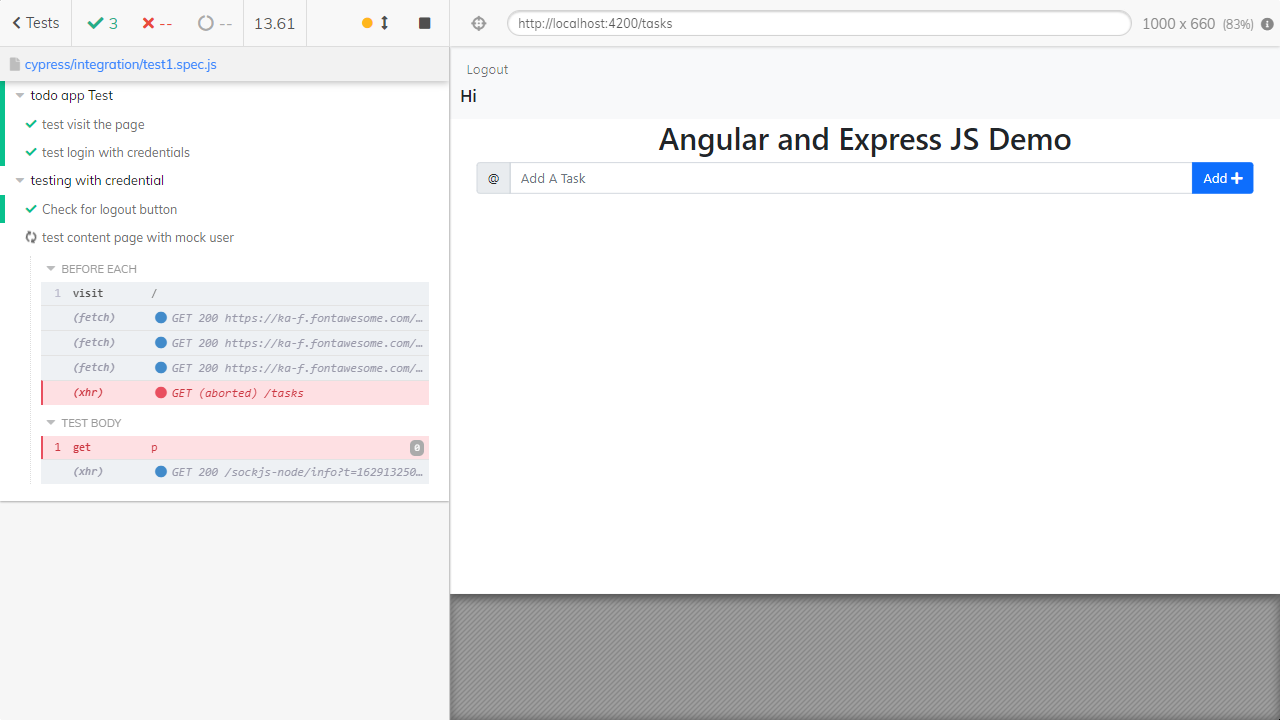 Tests
3
--
--
13.61
http://localhost:4200/tasks
1000 x 660 (83%)
cypress/integration/test1.spec.js
todo app Test
test visit the page
test login with credentials
testing with credential
Check for logout button
test content page with mock user
BEFORE EACH
1 visit /
(fetch) GET 200 https://ka-f.fontawesome.com/…
(fetch) GET 200 https://ka-f.fontawesome.com/…
(fetch) GET 200 https://ka-f.fontawesome.com/…
(xhr) GET (aborted) /tasks
TEST BODY
1 get p 0
(xhr) GET 200 /sockjs-node/info?t=162913250…
Logout
Hi
Angular and Express JS Demo
@ Add A Task Add